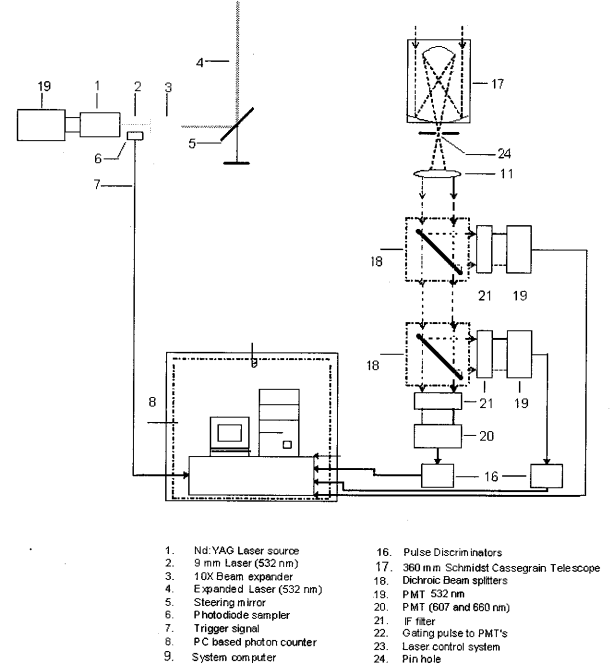 19
1
2
3
4
5
6
7
17
24
11
18
21
19
18
21
19
20
16
8
9
1. Nd:YAG Laser source
2. 9 mm Laser (532 nm)
3. 10X Beam expander
4. Expanded Laser (532 nm)
5. Steering mirror
6. Photodiode sampler
7. Trigger signal
8. PC based photon counter
9. System computer
16. Pulse Discriminators
17. 360 mm Schmidst Cassegrain Telescope
18. Dichroic Beam splitters
19. PMT 532 nm
20. PMT (607 and 660 nm)
21. IF filter
22. Gating pulse to PMT's
23. Laser control system
24. Pin hole